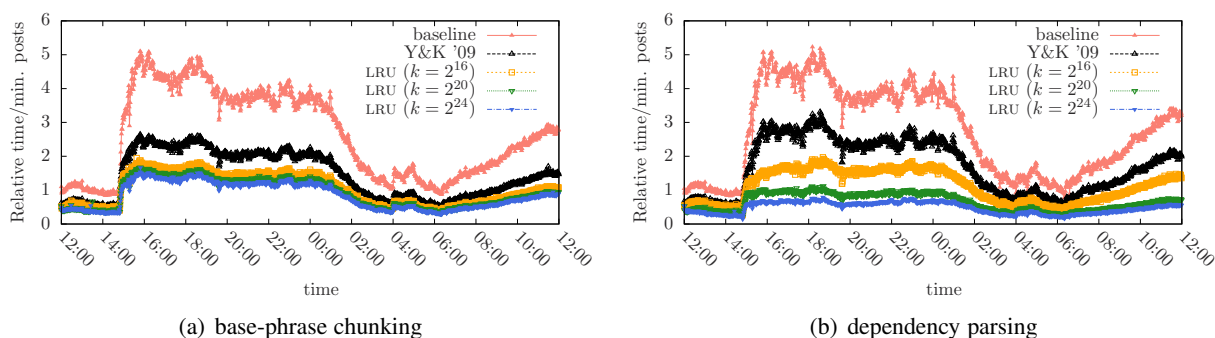 Relative time/min. posts
6
5
4
3
2
1
0
baseline
Y&K '09
LRU (k = 2^16)
LRU (k = 2^20)
LRU (k = 2^24)
12:00
14:00
16:00
18:00
20:00
22:00
00:00
02:00
04:00
06:00
08:00
10:00
12:00
time
(a) base-phrase chunking
Relative time/min. posts
6
5
4
3
2
1
0
baseline
Y&K '09
LRU (k = 2^16)
LRU (k = 2^20)
LRU (k = 2^24)
12:00
14:00
16:00
18:00
20:00
22:00
00:00
02:00
04:00
06:00
08:00
10:00
12:00
time
(b) dependency parsing